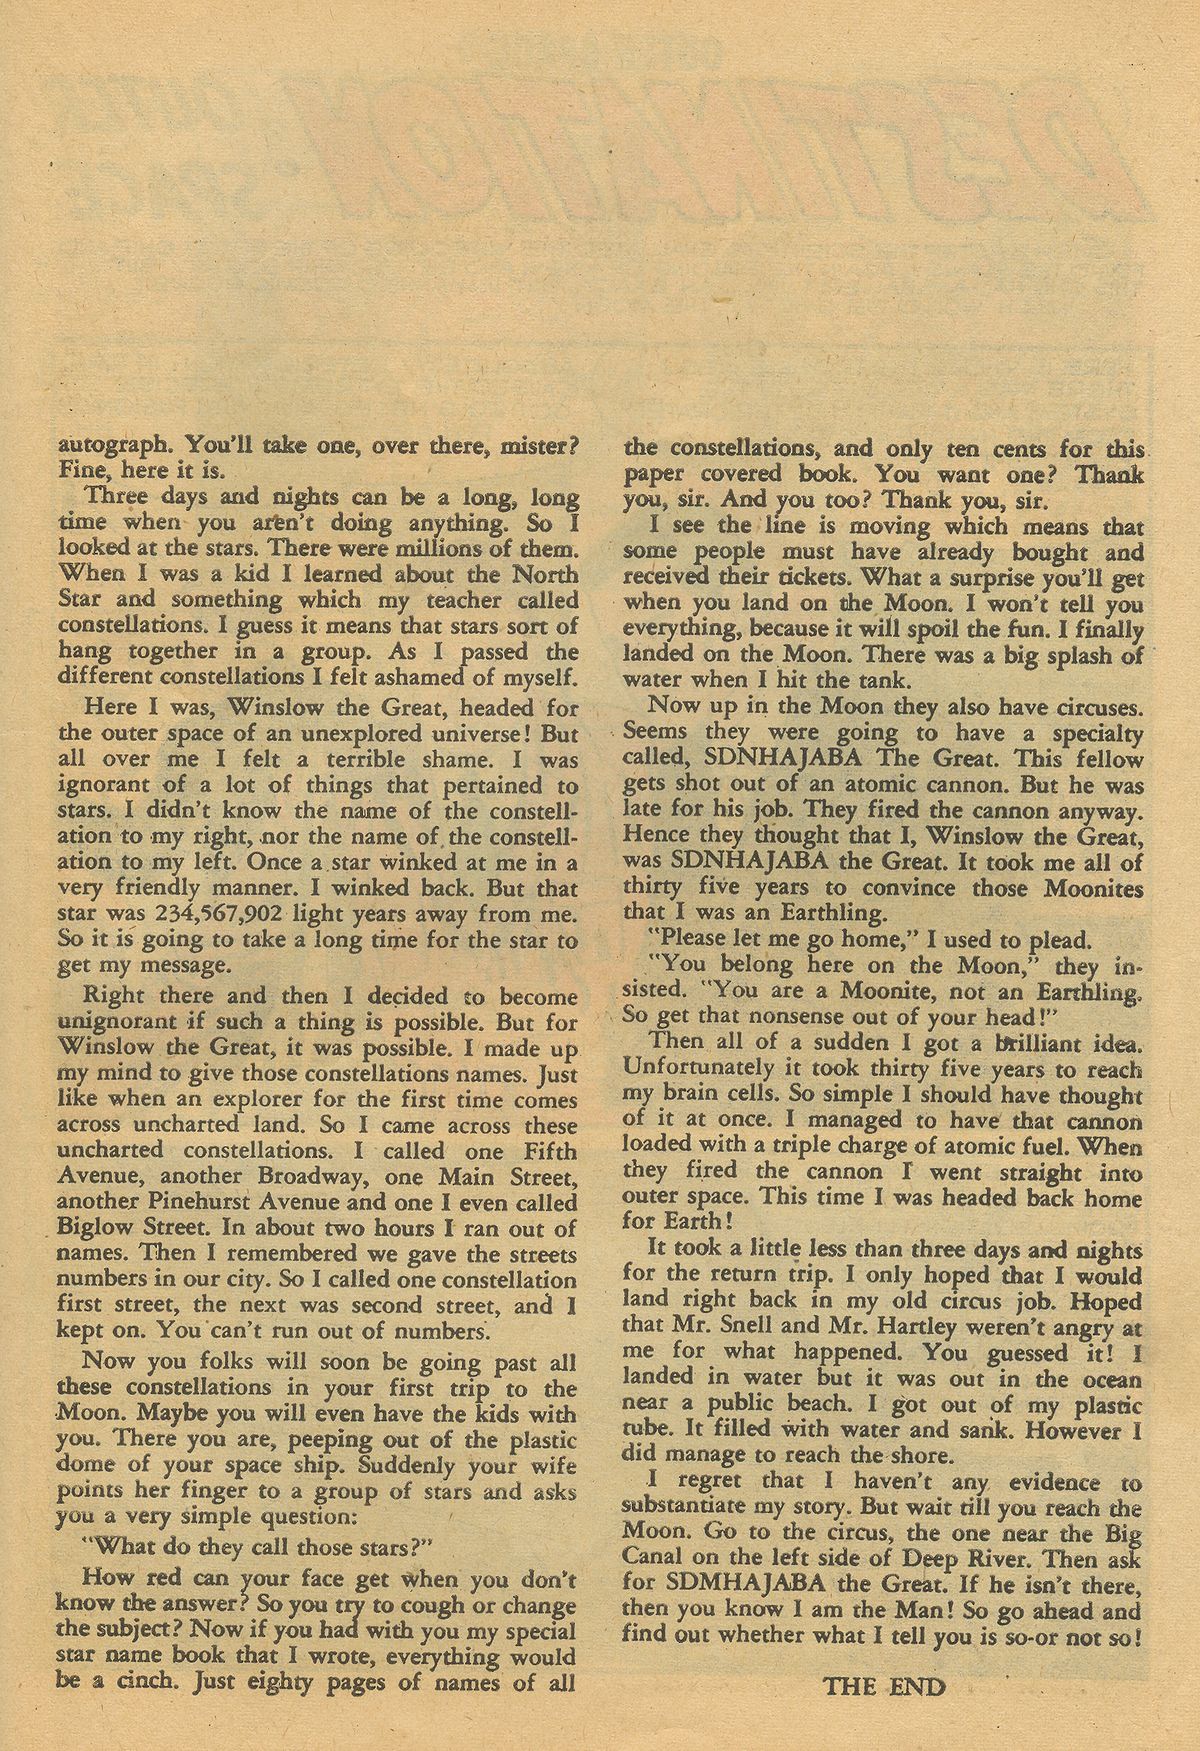 autograph. You'll take one, over there, mister?
Fine, here it is.
Three days and nights can be a long, long
time when you aren't doing anything. So I
looked at the stars. There were millions of them.
When I was a kid I learned about the North
Star and something which my teacher called
constellations. I guess it means that stars sort of
hang together in a group. As I passed the
different constellations I felt ashamed of myself.
Here I was, Winslow the Great, headed for
the outer space of an unexplored universe! But
all over me I felt a terrible shame. I was
ignorant of a lot of things that pertained to
stars. I didn't know the name of the constell-
ation to my right, nor the name of the constell-
ation to my left. Once a star winked at me in a
very friendly manner. I winked back. But that
star was 234,567,902 light years away from me.
So it is going to take a long time for the star to
get my message.
Right there and then I decided to become
unignorant if such a thing is possible. But for
Winslow the Great, it was possible. I made up
my mind to give those constellations names. Just
like when an explorer for the first time comes
across uncharted land. So I came across these
uncharted constellations. I called one Fifth
Avenue, another Broadway, one Main Street,
another Pinehurst Avenue and one I even called
Biglow Street. In about two hours I ran out of
names. Then I remembered we gave the streets
numbers in our city. So I called one constellation
first street, the next was second street, and I
kept on. You can't run out of numbers.
Now you folks will soon be going past all
these constellations in your first trip to the
Moon. Maybe you will even have the kids with
you. There you are, peeping out of the plastic
dome of your space ship. Suddenly your wife
points her finger to a group of stars and asks
you a very simple question:
"What do they call those stars?"
How red can your face get when you don't
know the answer? So you try to cough or change
the subject? Now if you had with you my special
star name book that I wrote, everything would
be a cinch. Just eighty pages of names of all
the constellations, and only ten cents for this
paper covered book. You want one? Thank
you, sir. And you too? Thank you, sir.
I see the line is moving which means that
some people must have already bought and
received their tickets. What a surprise you'll get
when you land on the Moon. I won't tell you
everything, because it will spoil the fun. I finally
landed on the Moon. There was a big splash of
water when I hit the tank.
Now up in the Moon they also have circuses.
Seems they were going to have a specialty
called, SDNHAJABA The Great. This fellow
gets shot out of an atomic cannon. But he was
late for his job. They fired the cannon anyway.
Hence they thought that I, Winslow the Great,
was SDNHAJABA the Great. It took me all of
thirty five years to convince those Moonites
that I was an Earthling.
"Please let me go home," I used to plead.
"You belong here on the Moon," they in-
sisted. "You are a Moonite, not an Earthling.
So get that nonsense out of your head!"
Then all of a sudden I got a brilliant idea.
Unfortunately it took thirty five years to reach
my brain cells. So simple I should have thought
of it at once. I managed to have that cannon
loaded with a triple charge of atomic fuel. When
they fired the cannon I went straight into
outer space. This time I was headed back home
for Earth!
It took a little less than three days and nights
for the return trip. I only hoped that I would
land right back in my old circus job. Hoped
that Mr. Snell and Mr. Hartley weren't angry at
me for what happened. You guessed it! I
landed in water but it was out in the ocean
near a public beach. I got out of my plastic
tube. It filled with water and sank. However I
did manage to reach the shore.
I regret that I haven't any evidence to
substantiate my story. But wait till you reach the
Moon. Go to the circus, the one near the Big
Canal on the left side of Deep River. Then ask
for SDMHAJABA the Great. If he isn't there,
then you know I am the Man! So go ahead and
find out whether what I tell you is so-or not so!
THE END